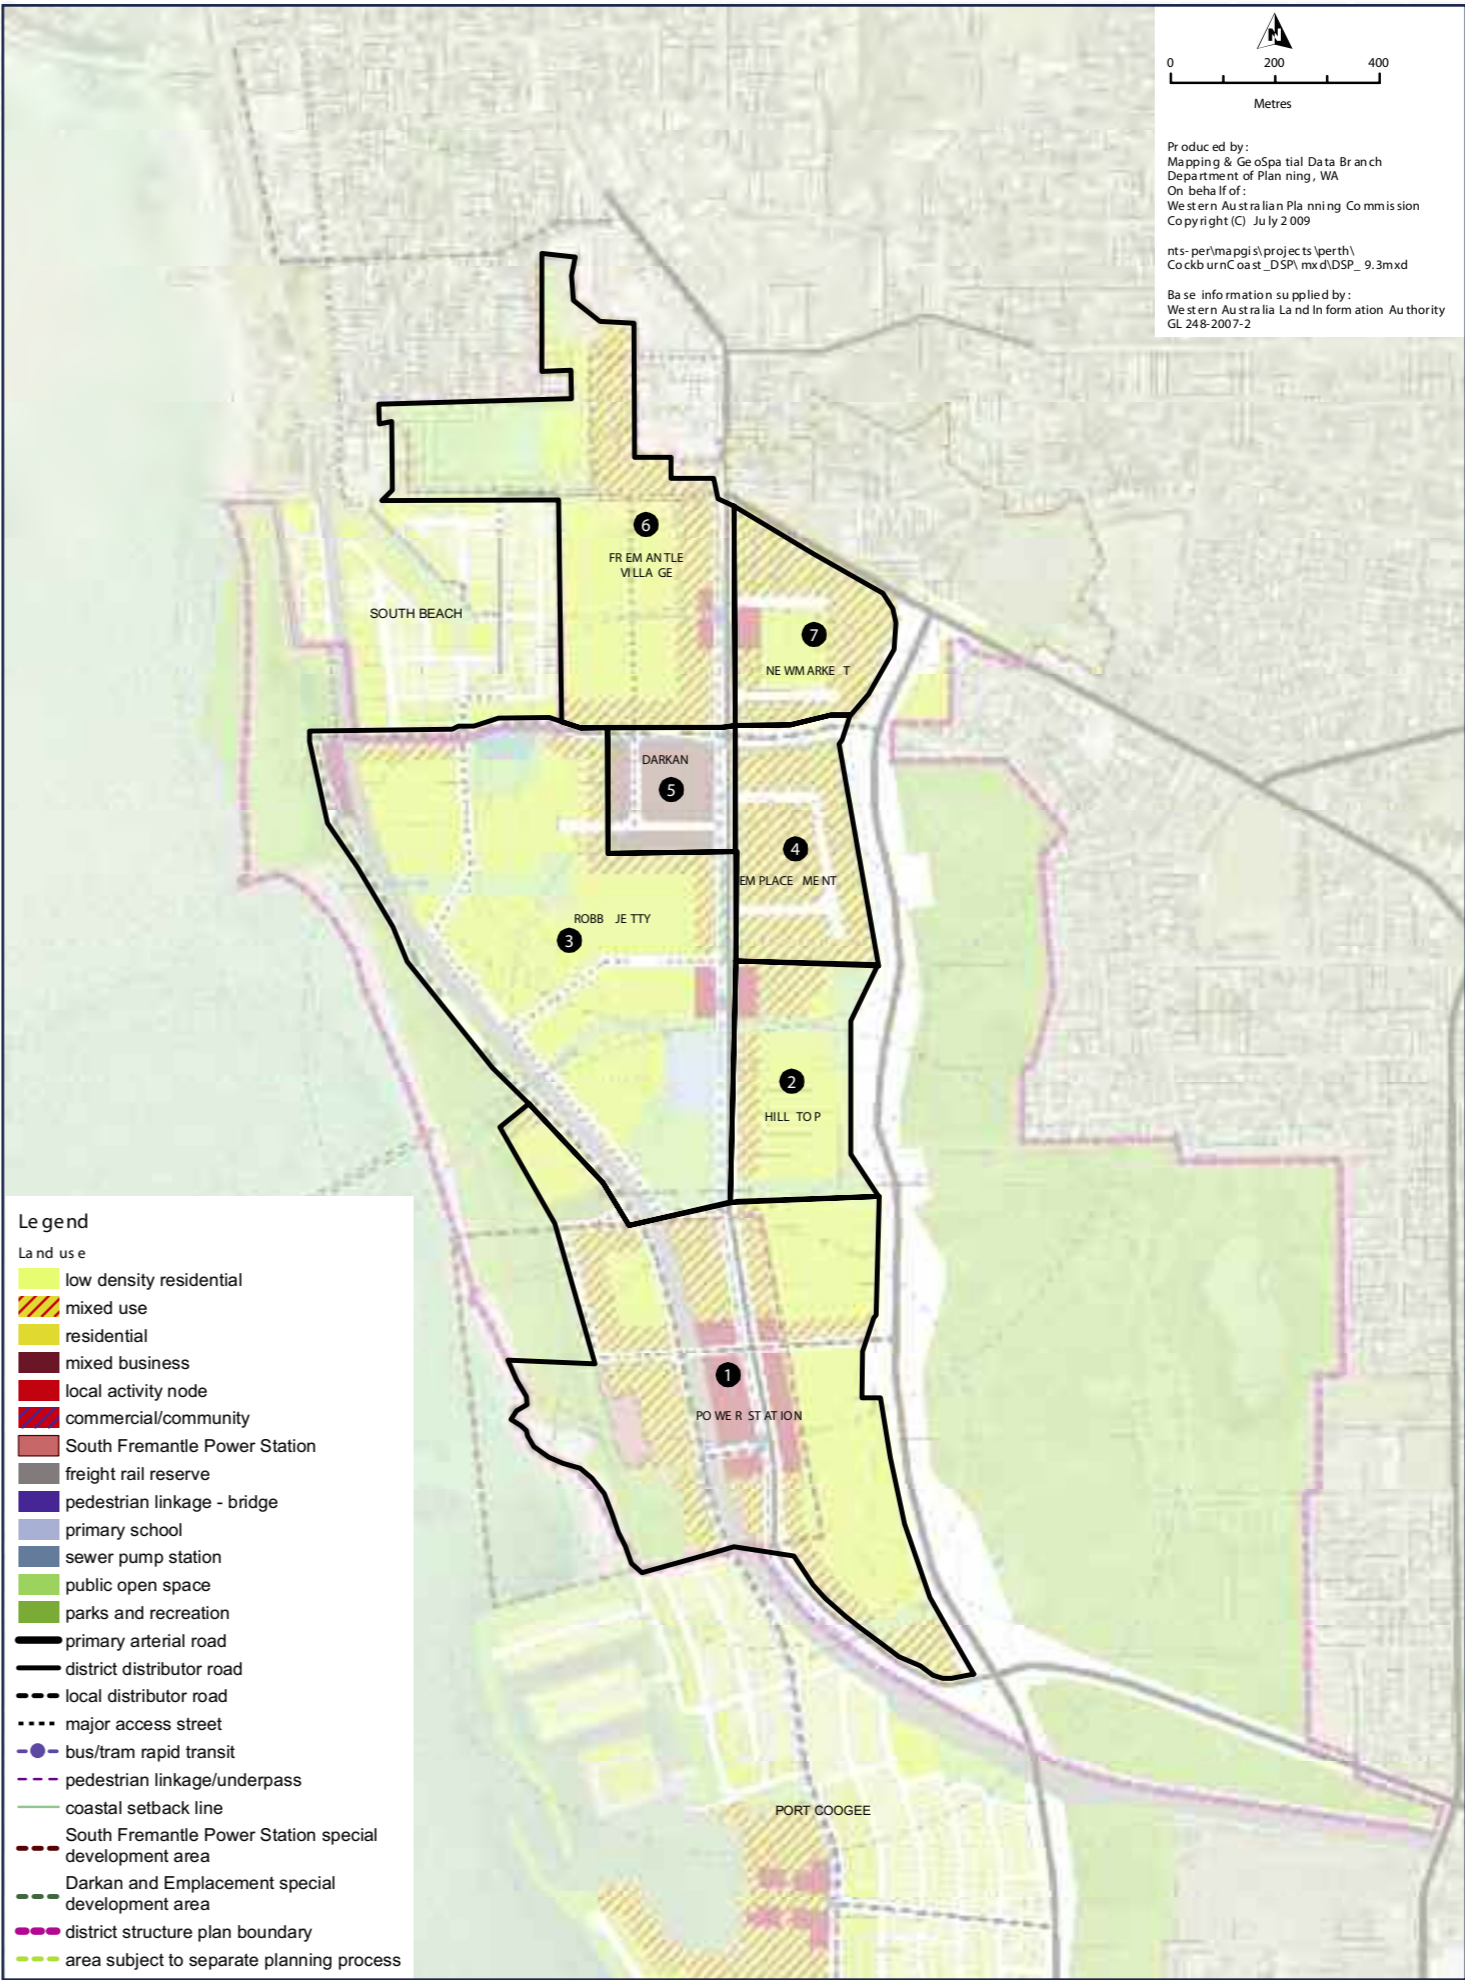 N
0 200 400
Metres
Produced by:
Mapping & GeoSpatial Data Branch
Department of Planning, WA
On behalf of:
Western Australian Planning Commission
Copyright (C) July 2009
nts-per\mapgis\projects\perth\
CockburnCoast_DSP\mxd\DSP_9.3mxd
Base information supplied by:
Western Australia Land Information Authority
GL 248-2007-2
6
FREMANTLE
VILLAGE
SOUTH BEACH
7
NEWMARKET
DARKAN
5
4
EMPLACEMENT
ROBB JETTY
3
2
HILL TOP
1
POWER STATION
PORT COOGEE
Legend
Land use
low density residential
mixed use
residential
mixed business
local activity node
commercial/community
South Fremantle Power Station
freight rail reserve
pedestrian linkage - bridge
primary school
sewer pump station
public open space
parks and recreation
primary arterial road
district distributor road
local distributor road
major access street
bus/tram rapid transit
pedestrian linkage/underpass
coastal setback line
South Fremantle Power Station special
development area
Darkan and Emplacement special
development area
district structure plan boundary
area subject to separate planning process